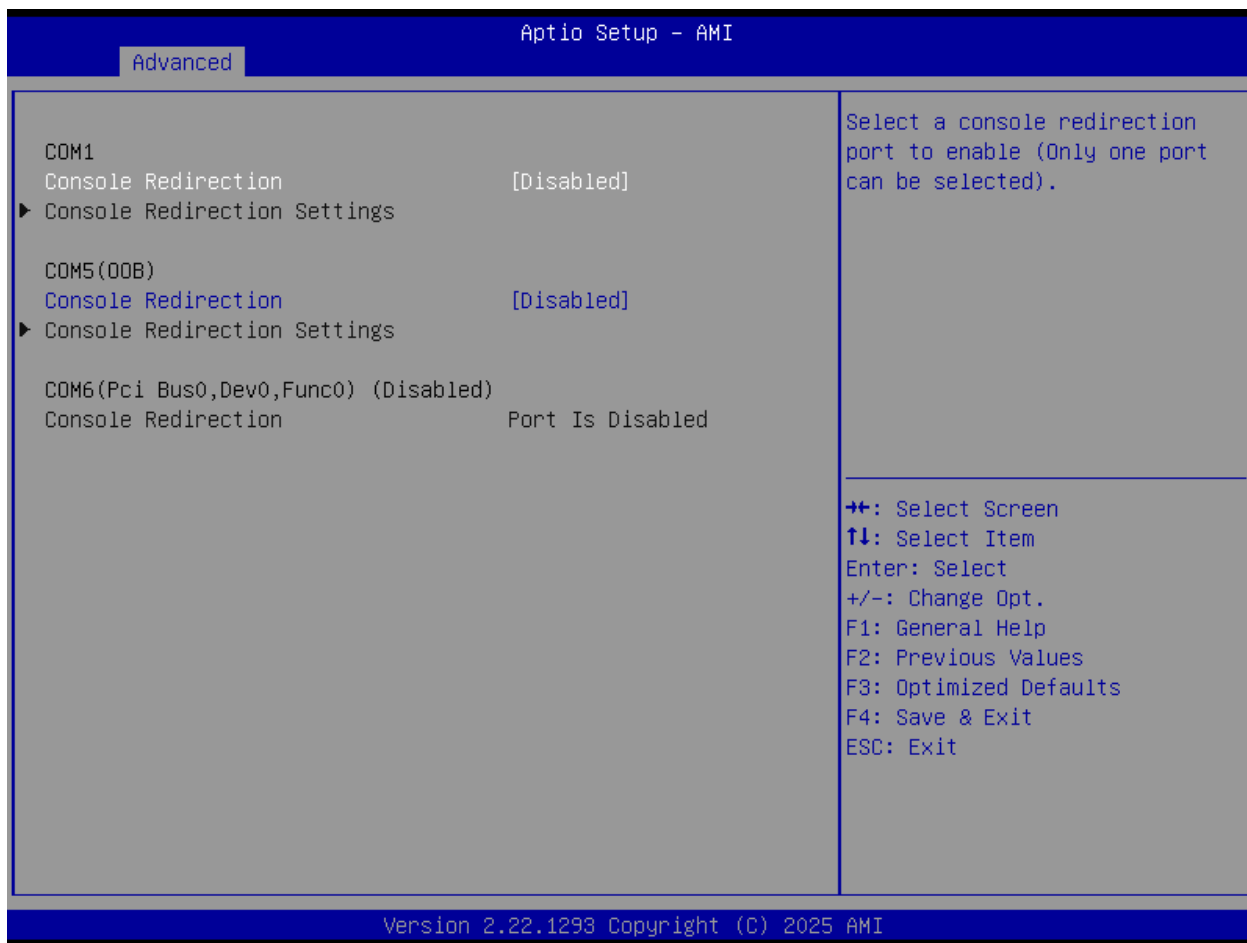 Aptio Setup – AMI
Advanced
COM1
Console Redirection [Disabled]
Console Redirection Settings
COM5(OOB)
Console Redirection [Disabled]
Console Redirection Settings
COM6(Pci Bus0,Dev0,Func0) (Disabled)
Console Redirection Port Is Disabled
Select a console redirection
port to enable (Only one port
can be selected).
→←: Select Screen
↑↓: Select Item
Enter: Select
+/-: Change Opt.
F1: General Help
F2: Previous Values
F3: Optimized Defaults
F4: Save & Exit
ESC: Exit
Version 2.22.1293 Copyright (C) 2025 AMI